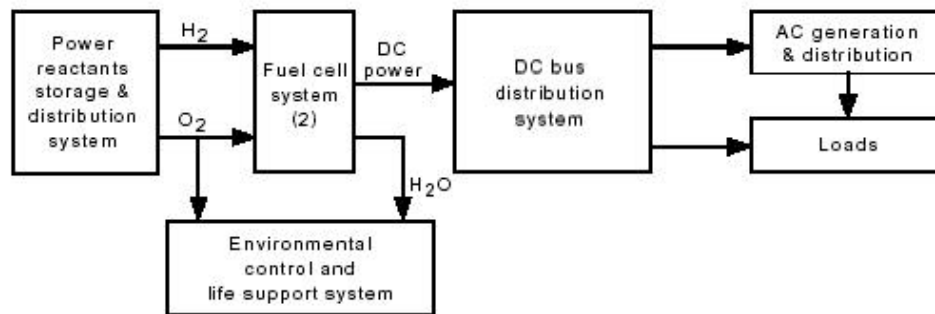 Power
reactants
storage &
distribution
system
H2
O2
Fuel cell
system
(2)
DC
power
H2O
DC bus
distribution
system
AC generation
& distribution
Loads
Environmental
control and
life support system